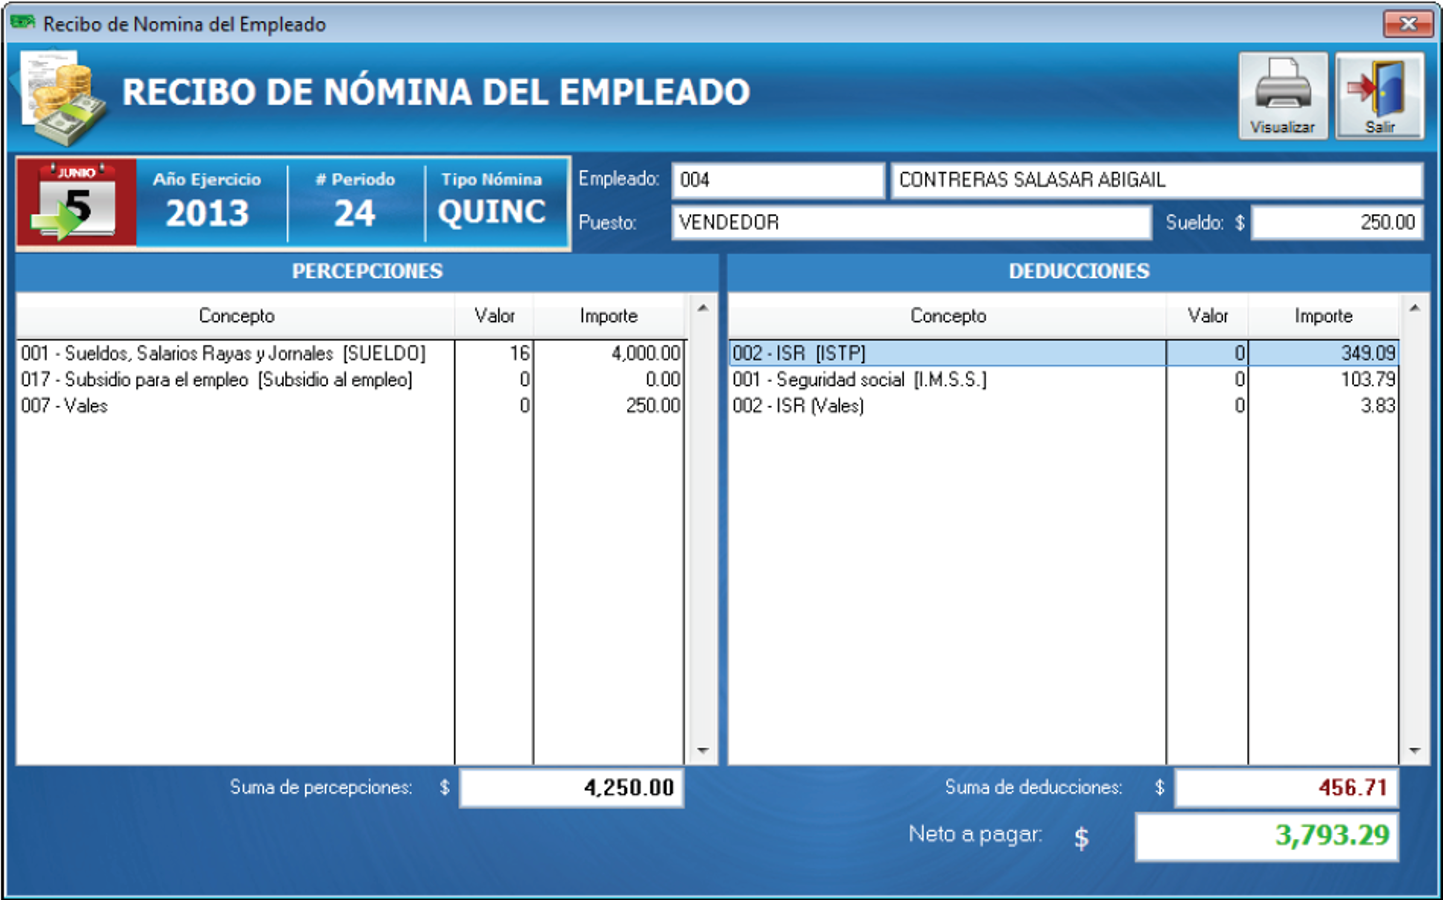 Recibo de Nomina del Empleado
RECIBO DE NÓMINA DEL EMPLEADO
Visualizar
Salir
JUNIO
5
Año Ejercicio
2013
# Periodo
24
Tipo Nómina
QUINC
Empleado: 004 CONTRERAS SALASAR ABIGAIL
Puesto: VENDEDOR Sueldo: $ 250.00
PERCEPCIONES
Concepto Valor Importe
001 - Sueldos, Salarios Rayas y Jornales [SUELDO] 16 4,000.00
017 - Subsidio para el empleo [Subsidio al empleo] 0 0.00
007 - Vales 0 250.00
Suma de percepciones: $ 4,250.00
DEDUCCIONES
Concepto Valor Importe
002 - ISR [ISTP] 0 349.09
001 - Seguridad social [I.M.S.S.] 0 103.79
002 - ISR (Vales) 0 3.83
Suma de deducciones: $ 456.71
Neto a pagar: $ 3,793.29